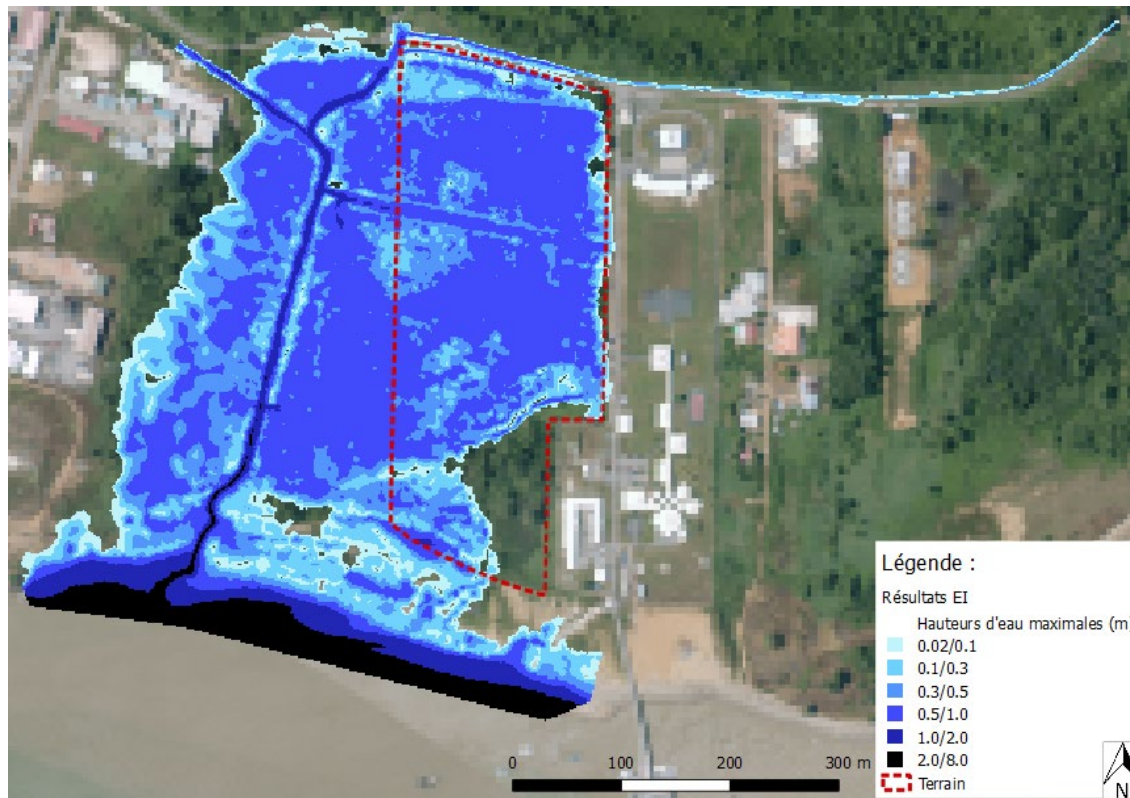 0 100 200 300 m
Légende :
Résultats EI
Hauteurs d'eau maximales (m
0.02/0.1
0.1/0.3
0.3/0.5
0.5/1.0
1.0/2.0
2.0/8.0
Terrain
N